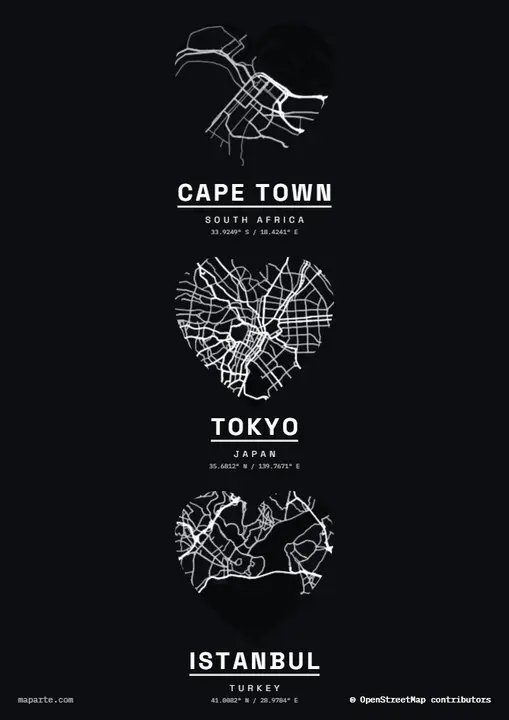 CAPE TOWN
SOUTH AFRICA
33.9249° S / 18.4241° E
TOKYO
JAPAN
35.6812° N / 139.7671° E
ISTANBUL
TURKEY
41.0082° N / 28.9784° E
maparte.com
© OpenStreetMap contributors